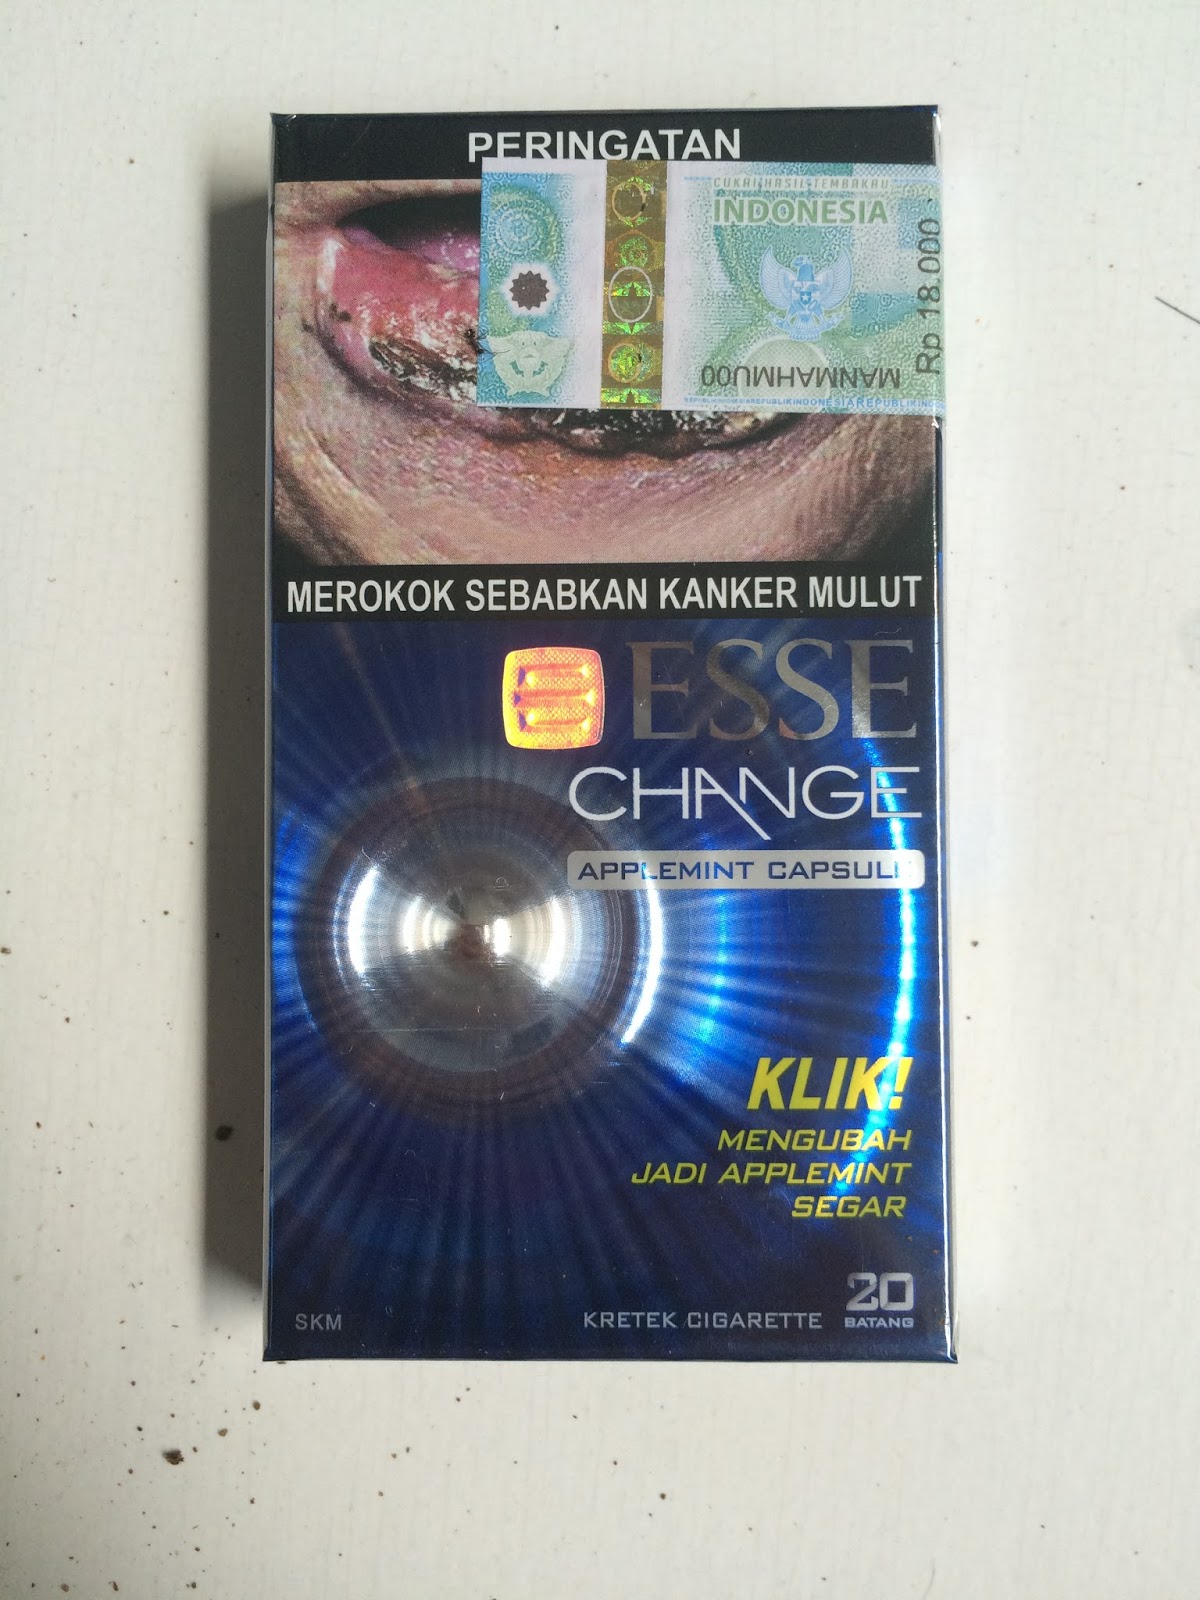 PERINGATAN
CUKAI HASIL TEMBAKAU
INDONESIA
Rp 18.000
MANMAHMU00
MEROKOK SEBABKAN KANKER MULUT
ESSE
CHANGE
APPLEMINT CAPSULE
KLIK!
MENGUBAH
JADI APPLEMINT
SEGAR
SKM
KRETEK CIGARETTE
20
BATANG